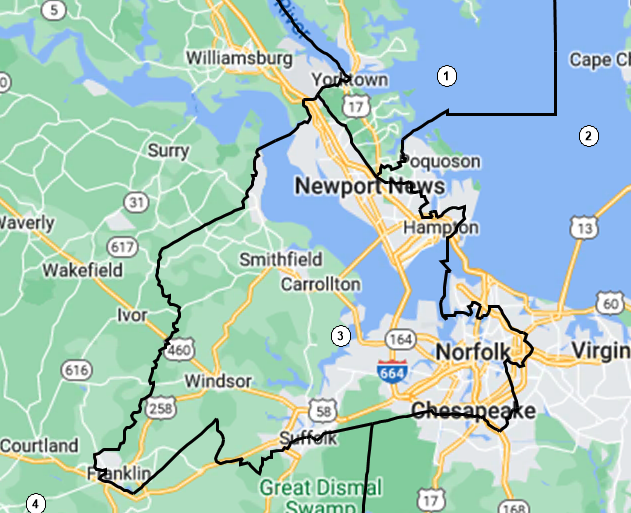 5
River
Williamsburg
Yorktown
1
Cape Ch
0
17
2
Surry
Poquoson
Newport News
31
Waverly
Hampton
13
617
Wakefield
Smithfield
Carrollton
60
Ivor
3
164
460
Norfolk
Virgin
616
664
Windsor
258
58
Chesapeake
Courtland
Suffolk
Franklin
Great Dismal
Swamp
17
168
4